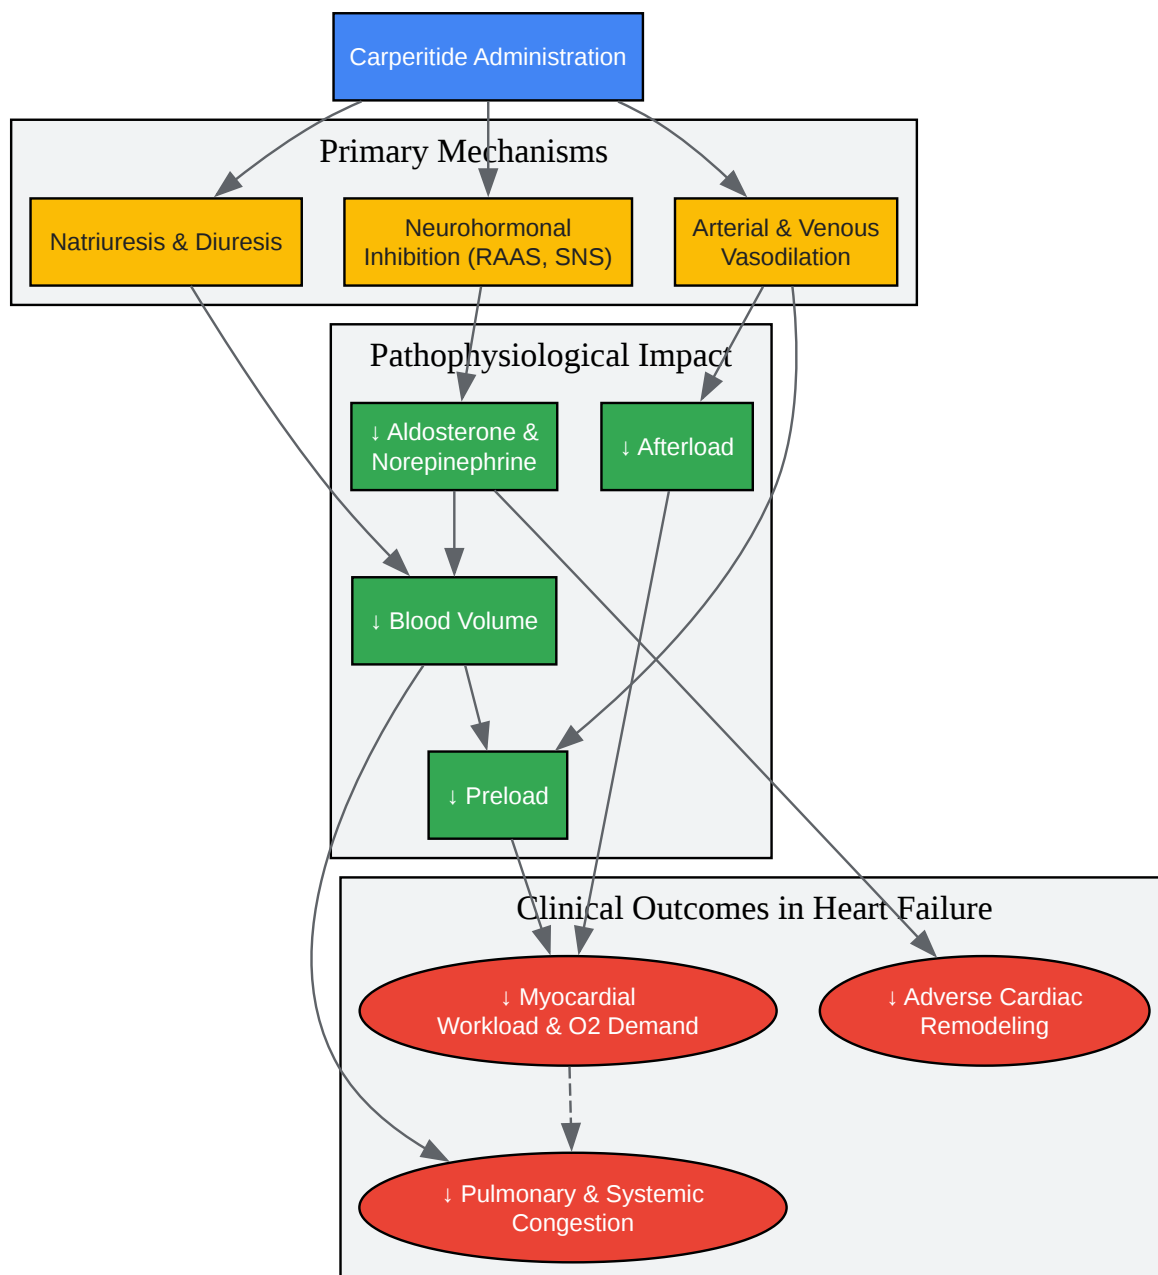 Carperitide Administration
Primary Mechanisms
Natriuresis & Diuresis
Neurohormonal
Inhibition (RAAS, SNS)
Arterial & Venous
Vasodilation
Pathophysiological Impact
↓ Aldosterone &
Norepinephrine
↓ Afterload
↓ Blood Volume
↓ Preload
Clinical Outcomes in Heart Failure
↓ Myocardial
Workload & O2 Demand
↓ Adverse Cardiac
Remodeling
↓ Pulmonary & Systemic
Congestion